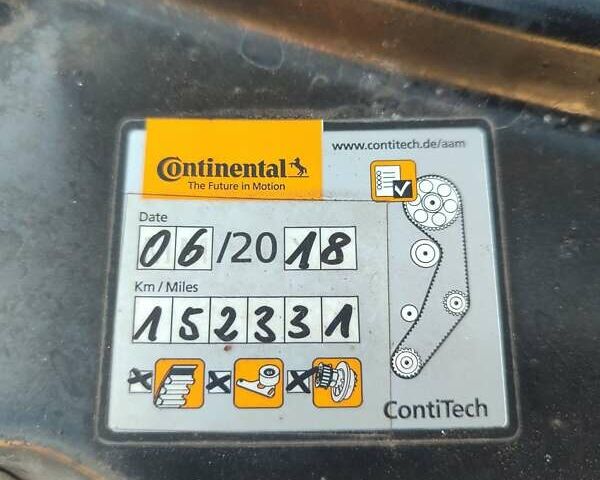 Continental
The Future in Motion
www.contitech.de/aam
Date
06/2018
Km/Miles
152331
ContiTech